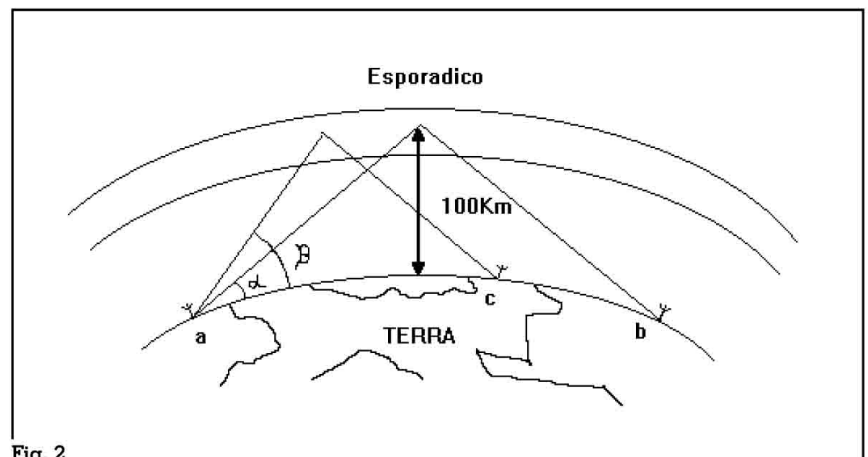 Esporadico
100Km
β
α
a
c
b
TERRA
Fig. 2